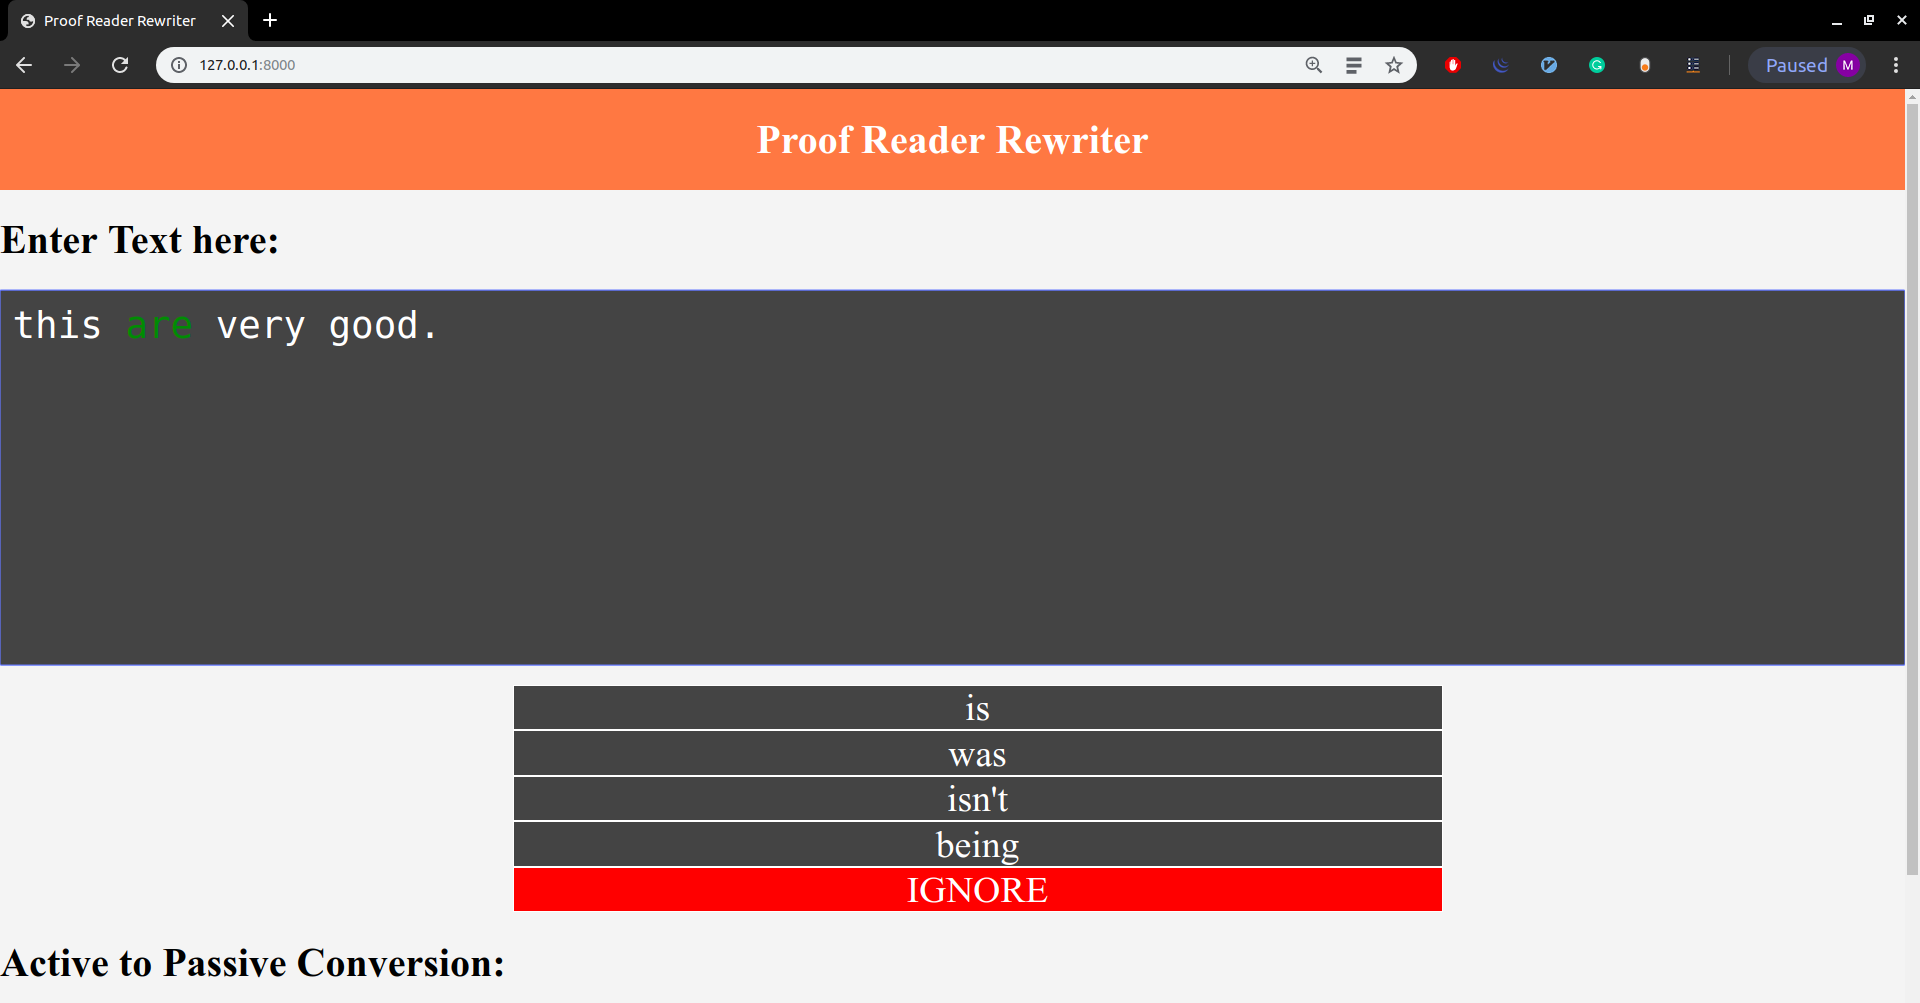 Proof Reader Rewriter
127.0.0.1:8000
Paused M
Proof Reader Rewriter
Enter Text here:
this are very good.
is
was
isn't
being
IGNORE
Active to Passive Conversion: